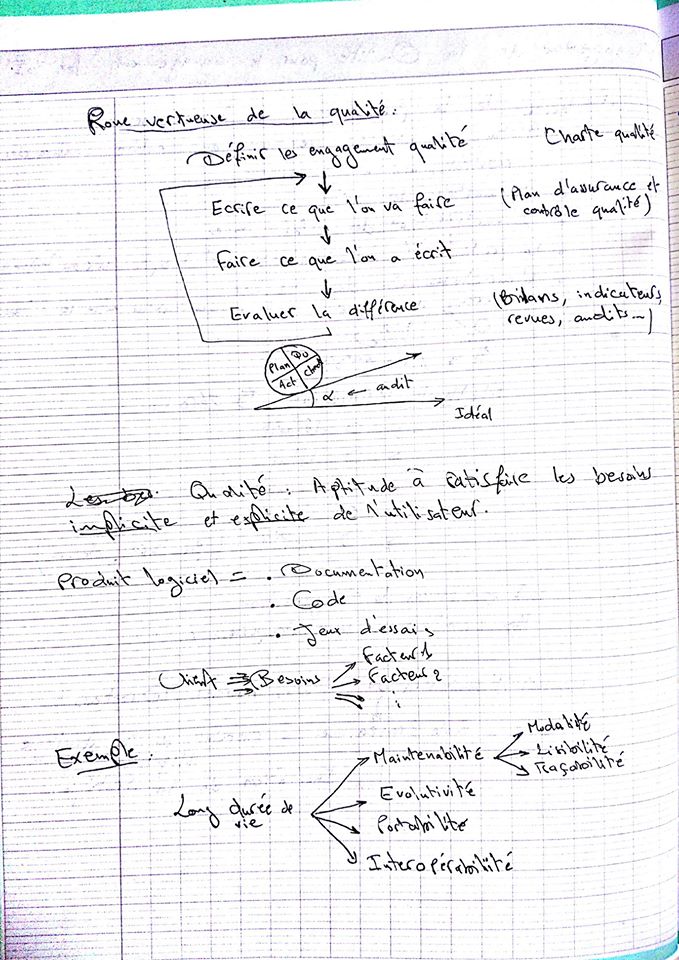 Roue vertueuse de la qualité :
Définir les engagement qualité Charte qualité
Ecrire ce que l'on va faire (Plan d'assurance et
contrôle qualité)
Faire ce que l'on a écrit
Evaluer la différence (Bilans, indicateurs,
revues, audits...)
Plan Do
Act Check
α ← audit
Idéal
Qualité : Aptitude à satisfaire les besoins
implicite et explicite de l'utilisateur.
Produit logiciel = . Documentation
. Code
. Jeux d'essais
Facteur 1
Client Besoins Facteur 2
Exemple :
Modalité
Maintenabilité Lisibilité
Traçabilité
Evolutivité
Long durée de
vie
Portabilité
Interopérabilité